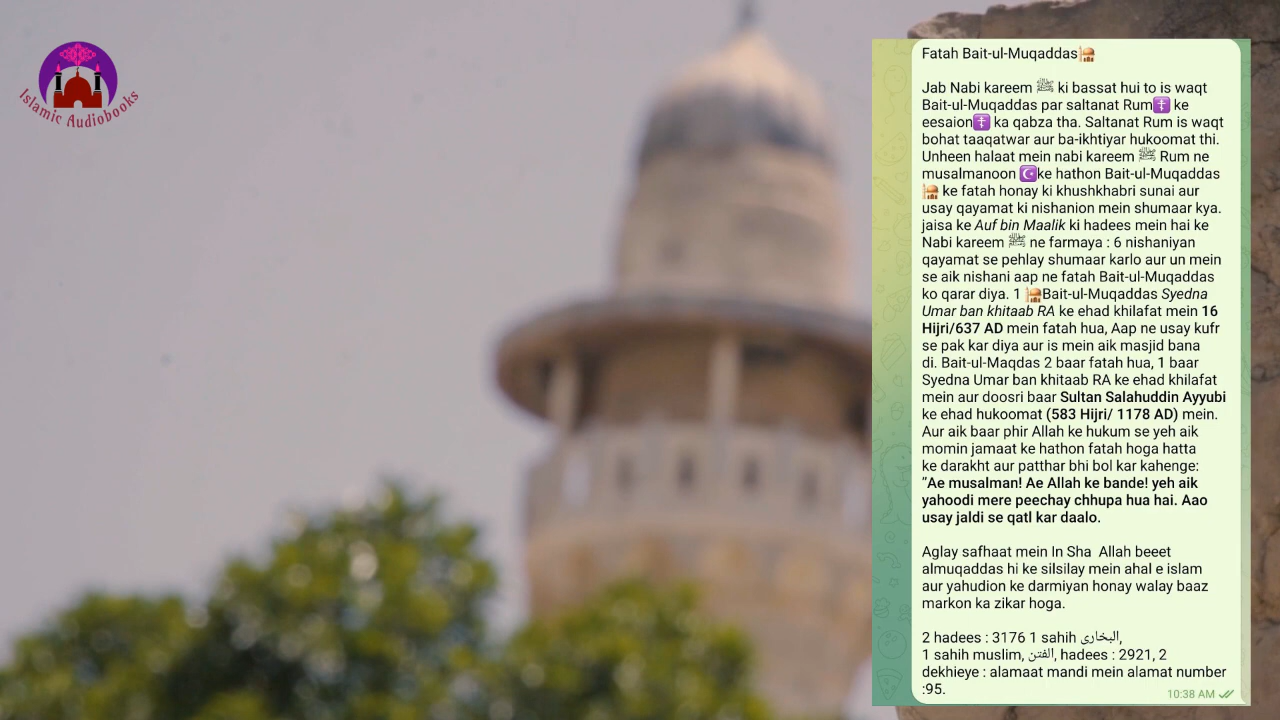 Islamic Audiobooks
Fatah Bait-ul-Muqaddas🕌
Jab Nabi kareem ﷺ ki bassat hui to is waqt
Bait-ul-Muqaddas par saltanat Rum✝️ ke
eesaion✝️ ka qabza tha. Saltanat Rum is waqt
bohat taaqatwar aur ba-ikhtiyar hukoomat thi.
Unheen halaat mein nabi kareem ﷺ Rum ne
musalmanoon ☪️ke hathon Bait-ul-Muqaddas
🕌 ke fatah honay ki khushkhabri sunai aur
usay qayamat ki nishanion mein shumaar kya.
jaisa ke Auf bin Maalik ki hadees mein hai ke
Nabi kareem ﷺ ne farmaya : 6 nishaniyan
qayamat se pehlay shumaar karlo aur un mein
se aik nishani aap ne fatah Bait-ul-Muqaddas
ko qarar diya. 1 🕌Bait-ul-Muqaddas Syedna
Umar ban khitaab RA ke ehad khilafat mein 16
Hijri/637 AD mein fatah hua, Aap ne usay kufr
se pak kar diya aur is mein aik masjid bana
di. Bait-ul-Maqdas 2 baar fatah hua, 1 baar
Syedna Umar ban khitaab RA ke ehad khilafat
mein aur doosri baar Sultan Salahuddin Ayyubi
ke ehad hukoomat (583 Hijri/ 1178 AD) mein.
Aur aik baar phir Allah ke hukum se yeh aik
momin jamaat ke hathon fatah hoga hatta
ke darakht aur patthar bhi bol kar kahenge:
"Ae musalman! Ae Allah ke bande! yeh aik
yahoodi mere peechay chhupa hua hai. Aao
usay jaldi se qatl kar daalo.
Aglay safhaat mein In Sha  Allah beeet
almuqaddas hi ke silsilay mein ahal e islam
aur yahudion ke darmiyan honay walay baaz
markon ka zikar hoga.
2 hadees : 3176 1 sahih البخاری,
1 sahih muslim, الفتن, hadees : 2921, 2
dekhieye : alamaat mandi mein alamat number
:95.
10:38 AM